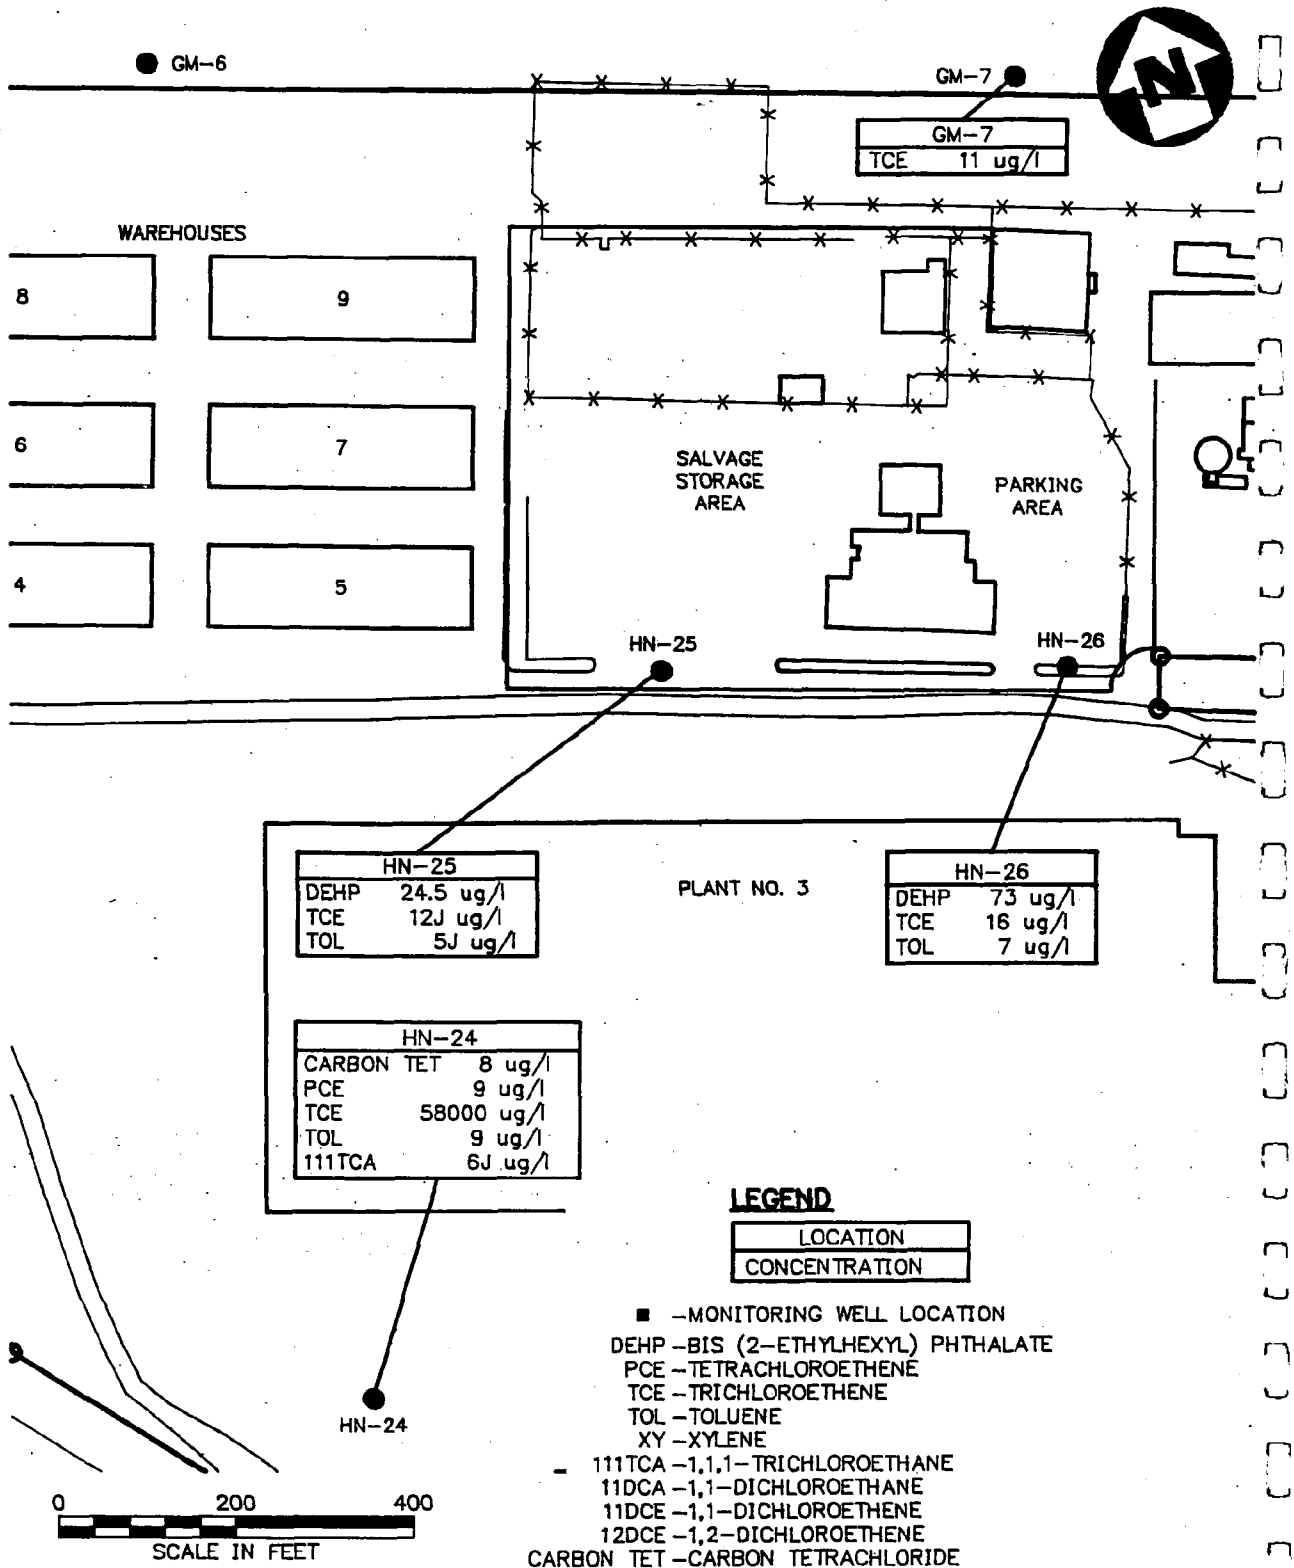 GM-6
GM-7
N
GM-7
TCE 11 ug/l
WAREHOUSES
8
9
6
7
SALVAGE
STORAGE
AREA
PARKING
AREA
4
5
HN-25
HN-26
HN-25
DEHP 24.5 ug/l
TCE 12J ug/l
TOL 5J ug/l
PLANT NO. 3
HN-26
DEHP 73 ug/l
TCE 16 ug/l
TOL 7 ug/l
HN-24
CARBON TET 8 ug/l
PCE 9 ug/l
TCE 58000 ug/l
TOL 9 ug/l
111TCA 6J ug/l
LEGEND
LOCATION
CONCENTRATION
-MONITORING WELL LOCATION
DEHP -BIS (2-ETHYLHEXYL) PHTHALATE
PCE -TETRACHLOROETHENE
TCE -TRICHLOROETHENE
TOL -TOLUENE
XY -XYLENE
111TCA -1,1,1-TRICHLOROETHANE
11DCA -1,1-DICHLOROETHANE
11DCE -1,1-DICHLOROETHENE
12DCE -1,2-DICHLOROETHENE
CARBON TET -CARBON TETRACHLORIDE
HN-24
0 200 400
SCALE IN FEET